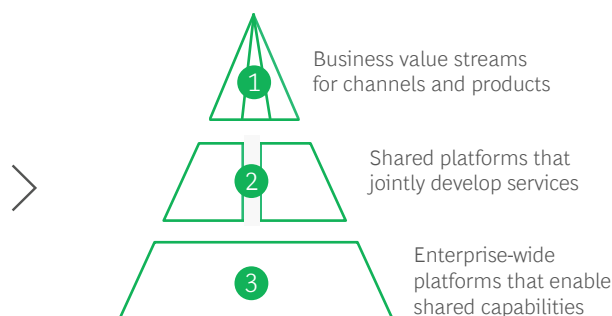 1
Business value streams
for channels and products
2
Shared platforms that
jointly develop services
3
Enterprise-wide
platforms that enable
shared capabilities